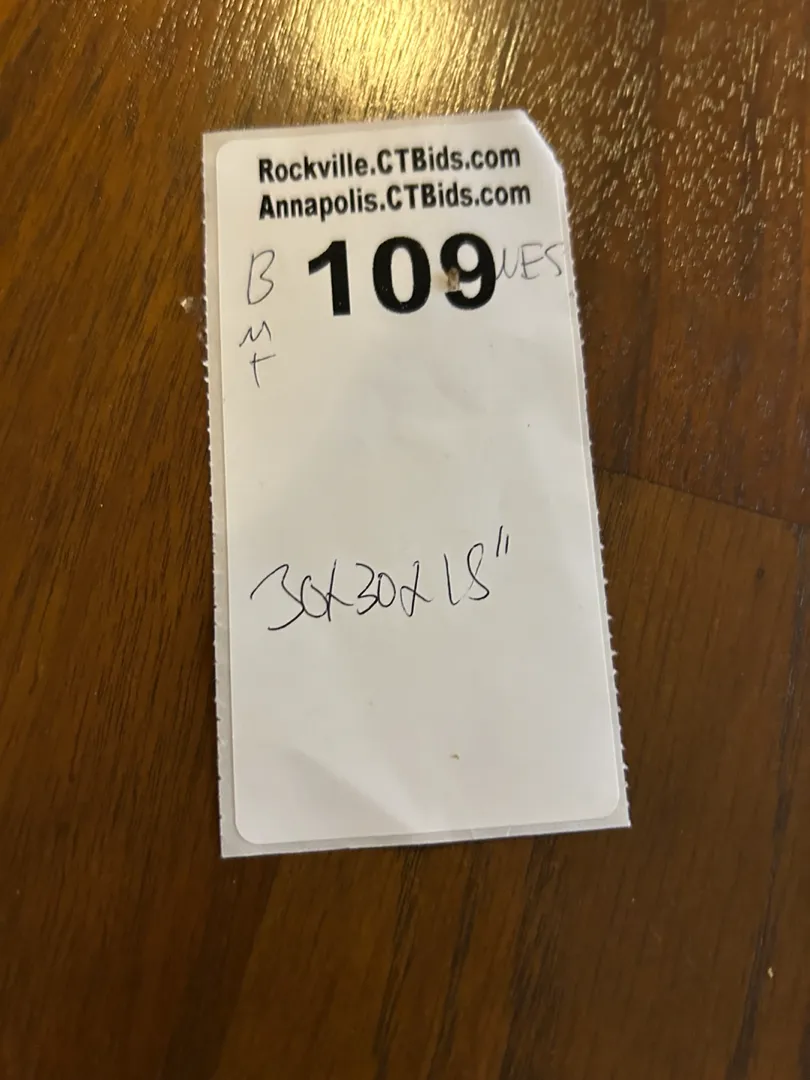 Rockville.CTBids.com
Annapolis.CTBids.com
B 109 WES
M
T
30x30x18"